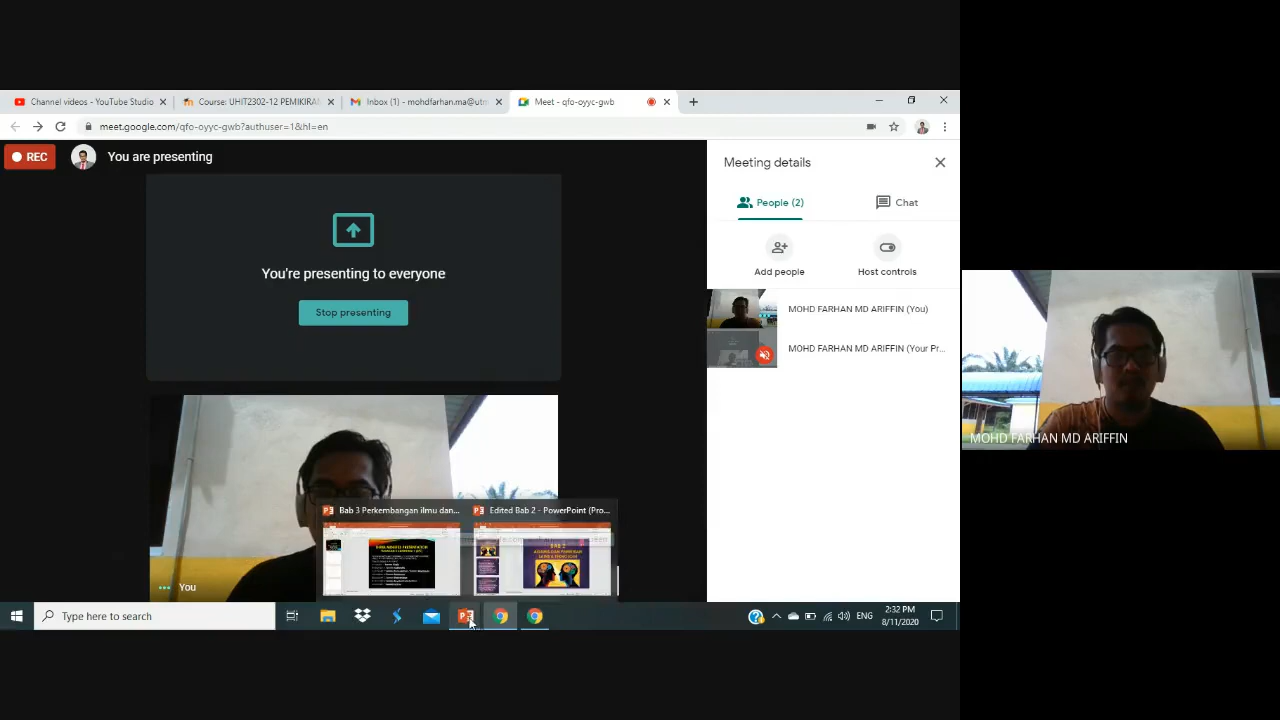 Channel videos - YouTube Studio
Course: UHIT2302-12 PEMIKIRAN
Inbox (1) - mohdfarhan.ma@utm
Meet - qfo-oyyc-gwb
meet.google.com/qfo-oyyc-gwb?authuser=1&hl=en
REC
You are presenting
You're presenting to everyone
Stop presenting
Meeting details
People (2)
Chat
Add people
Host controls
MOHD FARHAN MD ARIFFIN (You)
MOHD FARHAN MD ARIFFIN (Your Pr...
MOHD FARHAN MD ARIFFIN
Bab 3 Perkembangan ilmu dan...
Edited Bab 2 - PowerPoint (Pro...
BAB 2
You
Type here to search
ENG
2:32 PM
8/11/2020